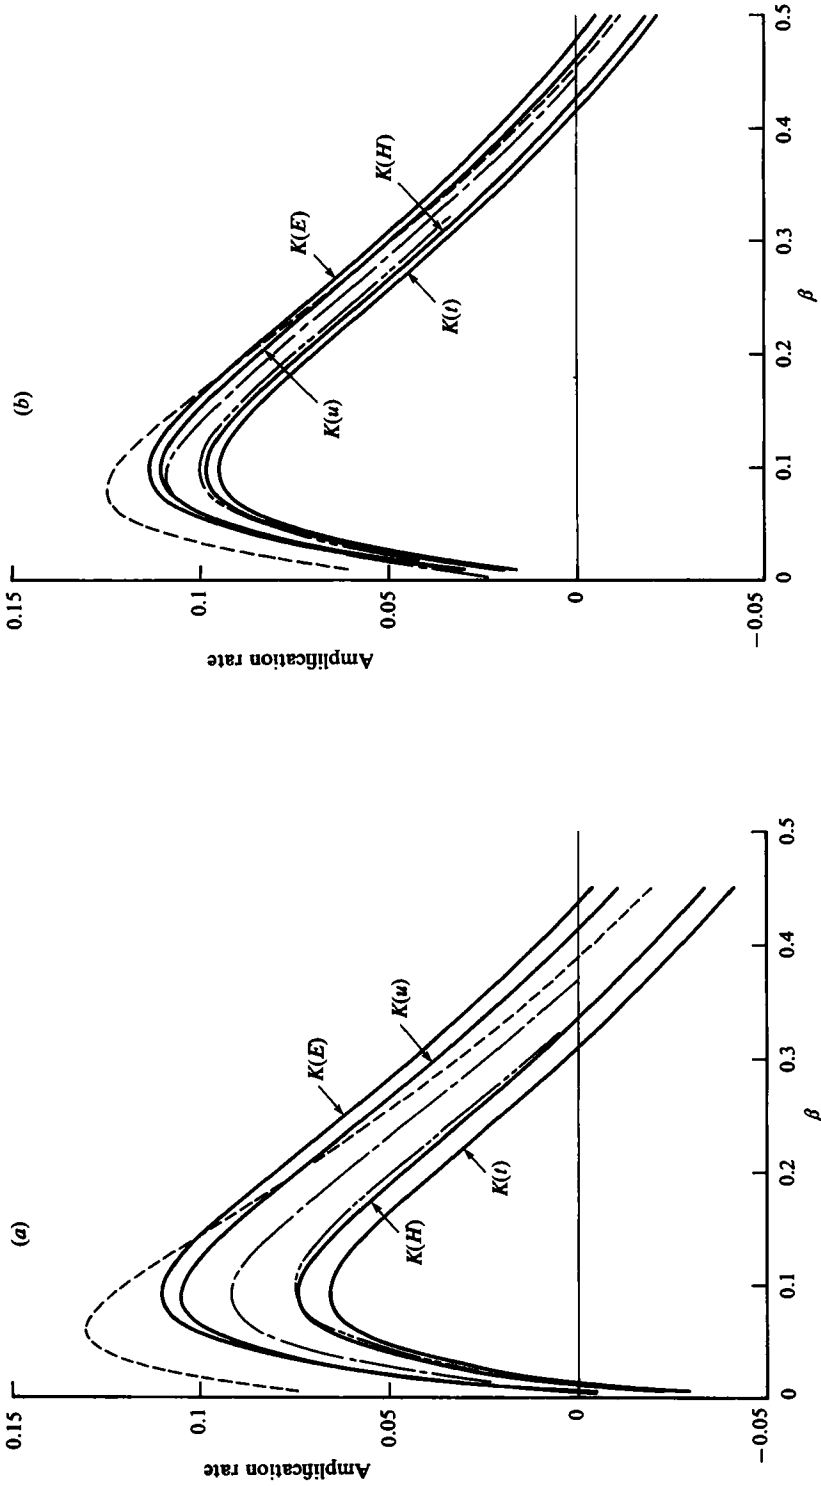 (a)
0.15
0.1
0.05
0
−0.05
Amplification rate
K(E)
K(u)
K(H)
K(t)
0
0.1
0.2
0.3
0.4
0.5
β
(b)
0.15
0.1
0.05
0
−0.05
Amplification rate
K(E)
K(H)
K(u)
K(t)
0
0.1
0.2
0.3
0.4
0.5
β